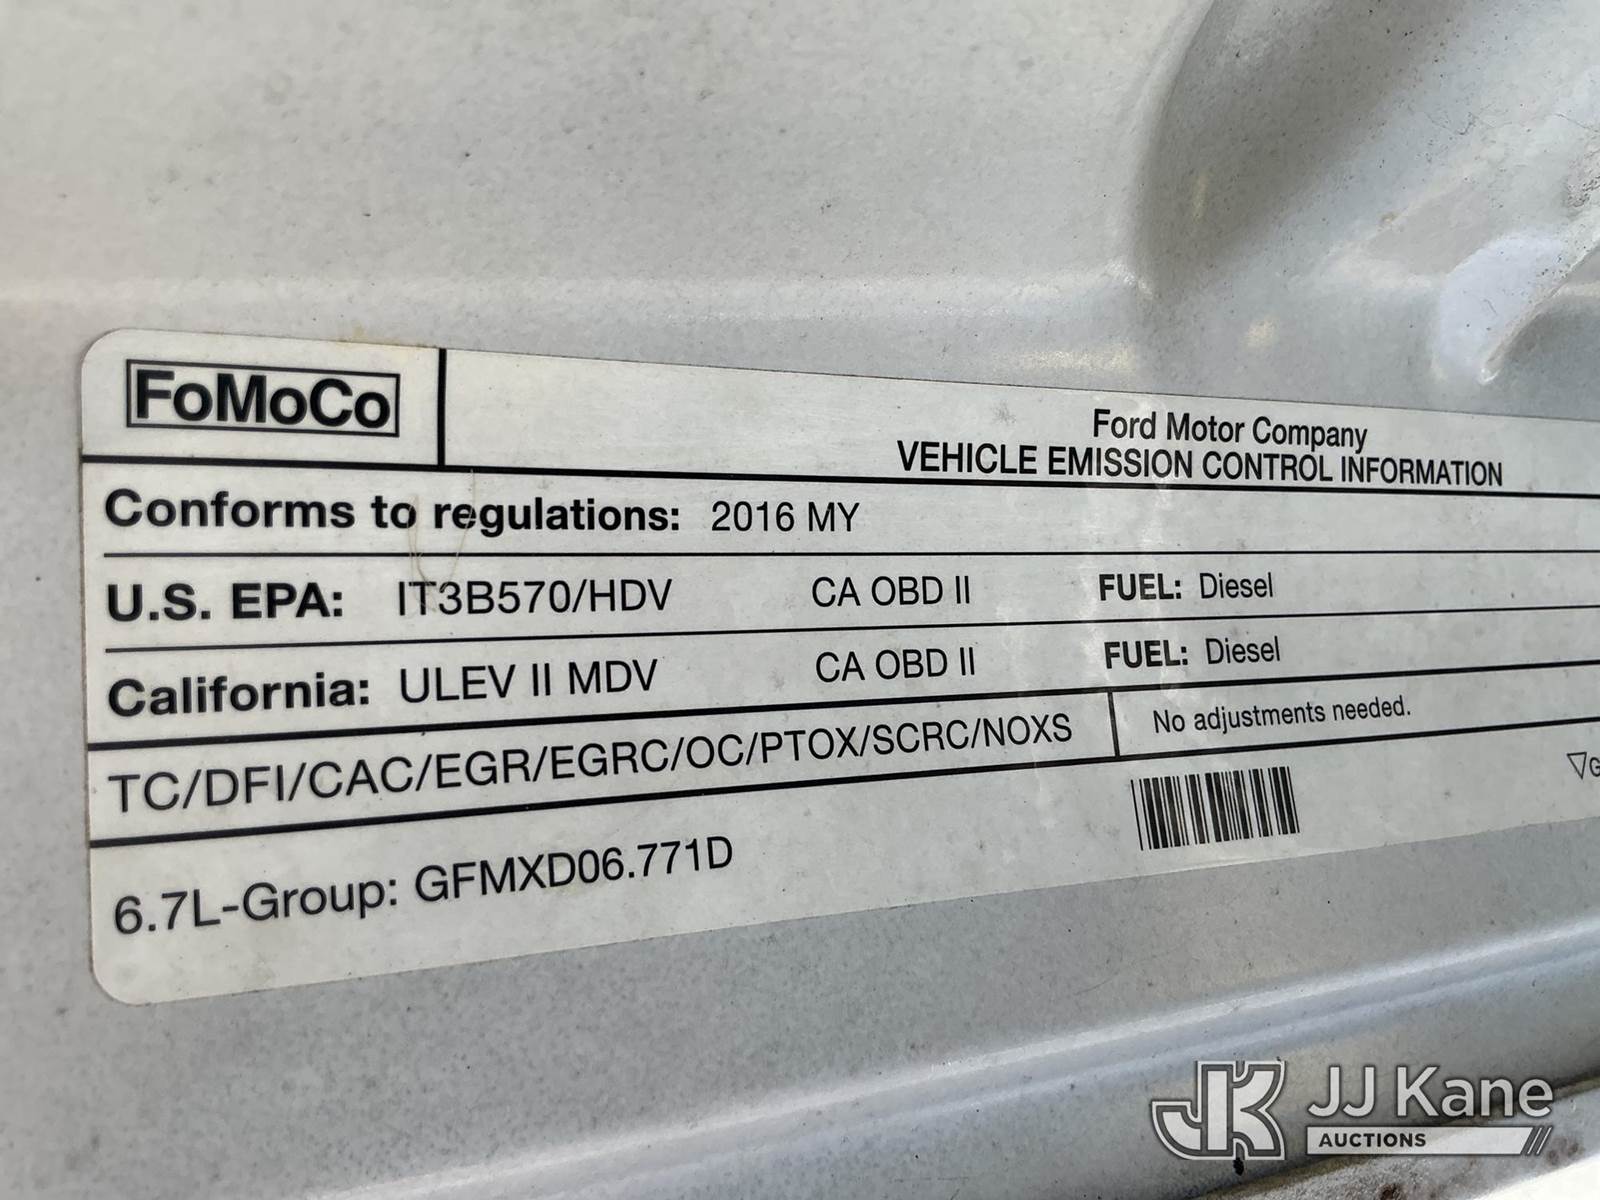 FoMoCo
Ford Motor Company
VEHICLE EMISSION CONTROL INFORMATION
Conforms to regulations: 2016 MY
U.S. EPA: IT3B570/HDV CA OBD II FUEL: Diesel
California: ULEV II MDV CA OBD II FUEL: Diesel
TC/DFI/CAC/EGR/EGRC/OC/PTOX/SCRC/NOXS No adjustments needed.
6.7L-Group: GFMXD06.771D
JK JJ Kane
AUCTIONS